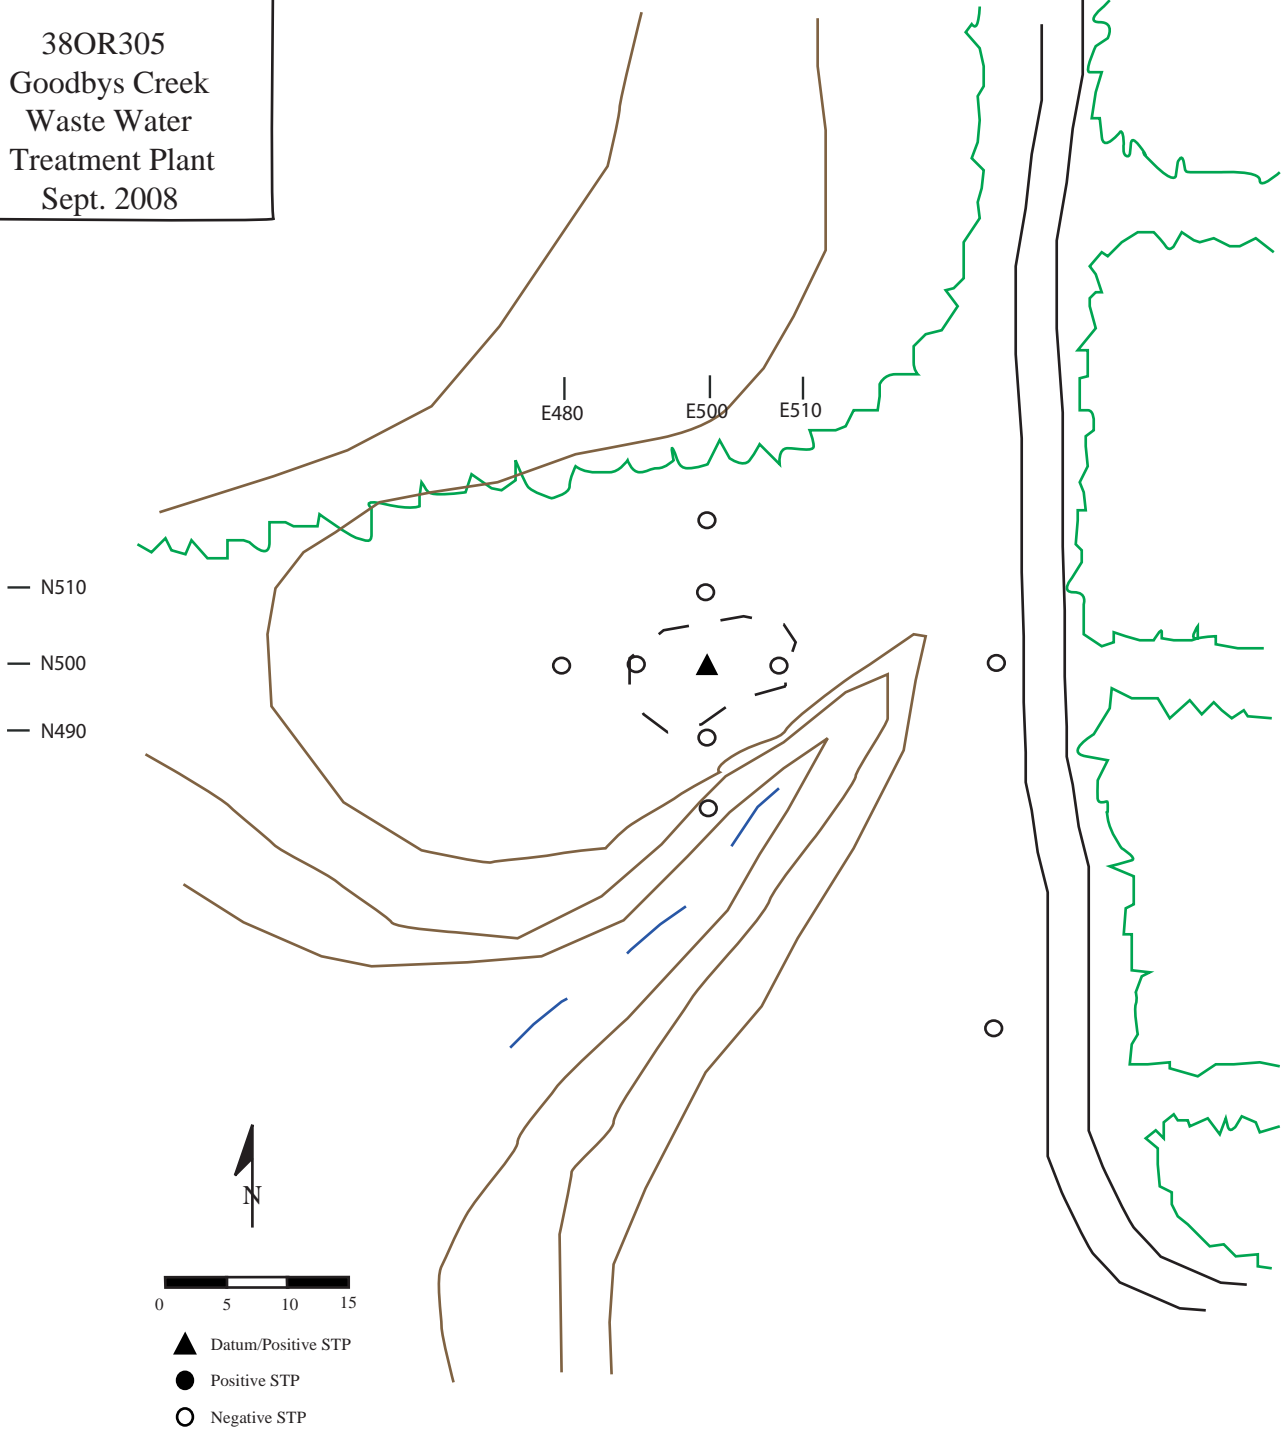 38OR305
Goodbys Creek
Waste Water
Treatment Plant
Sept. 2008
E480
E500
E510
N510
N500
N490
N
0 5 10 15
Datum/Positive STP
Positive STP
Negative STP